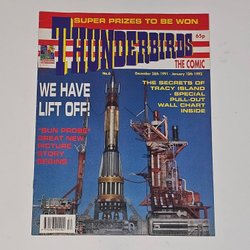 SUPER PRIZES TO BE WON
THUNDERBIRDS
THE COMIC
65p
No.6
December 28th 1991 - January 10th 1992
WE HAVE
LIFT OFF!
"SUN PROBE"
GREAT NEW
PICTURE
STORY
BEGINS
THE SECRETS OF
TRACY ISLAND
- SPECIAL
PULL-OUT
WALL CHART
INSIDE